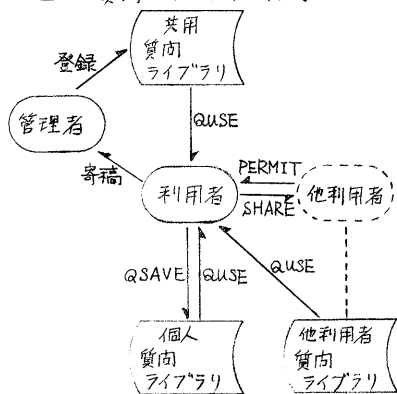 共用
質問
ライブラリ
登録
管理者
QUSE
寄稿
利用者
PERMIT
SHARE
他利用者
QSAVE
QUSE
QUSE
個人
質問
ライブラリ
他利用者
質問
ライブラリ